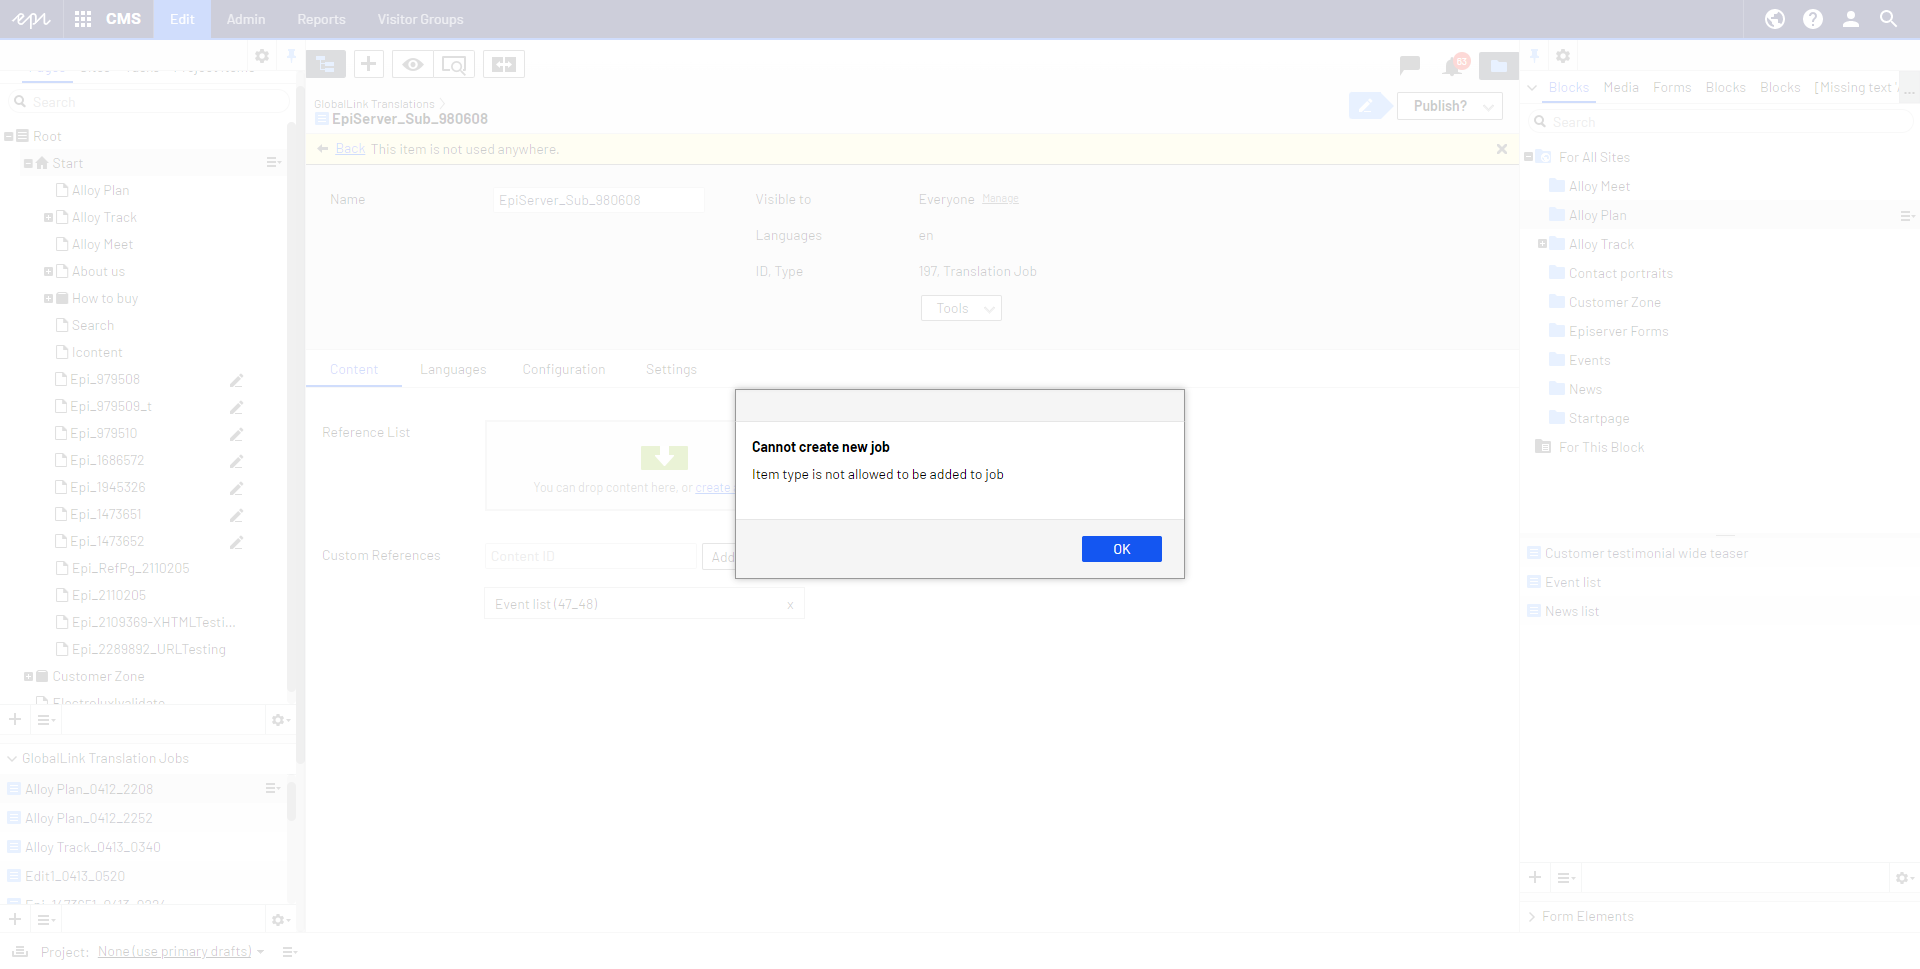 epi
CMS
Edit
Admin
Reports
Visitor Groups
Search
Root
Start
Alloy Plan
Alloy Track
Alloy Meet
About us
How to buy
Search
Icontent
Epi_979508
Epi_979509_t
Epi_979510
Epi_1686572
Epi_1945326
Epi_1473651
Epi_1473652
Epi_RefPg_2110205
Epi_2110205
Epi_2109369-XHTMLTesti...
Epi_2289892_URLTesting
Customer Zone
GlobalLink Translation Jobs
Alloy Plan_0412_2208
Alloy Plan_0412_2252
Alloy Track_0413_0340
Edit1_0413_0520
Project: None (use primary drafts)
63
GlobalLink Translations
EpiServer_Sub_980608
Publish?
Back This item is not used anywhere.
Name
EpiServer_Sub_980608
Visible to
Everyone Manage
Languages
en
ID, Type
197, Translation Job
Tools
Content
Languages
Configuration
Settings
Reference List
You can drop content here, or create
Custom References
Content ID
Add
Event list (47_48)
x
Cannot create new job
Item type is not allowed to be added to job
OK
Blocks
Media
Forms
Blocks
Blocks
[Missing text '/
...
Search
For All Sites
Alloy Meet
Alloy Plan
Alloy Track
Contact portraits
Customer Zone
Episerver Forms
Events
News
Startpage
For This Block
Customer testimonial wide teaser
Event list
News list
Form Elements